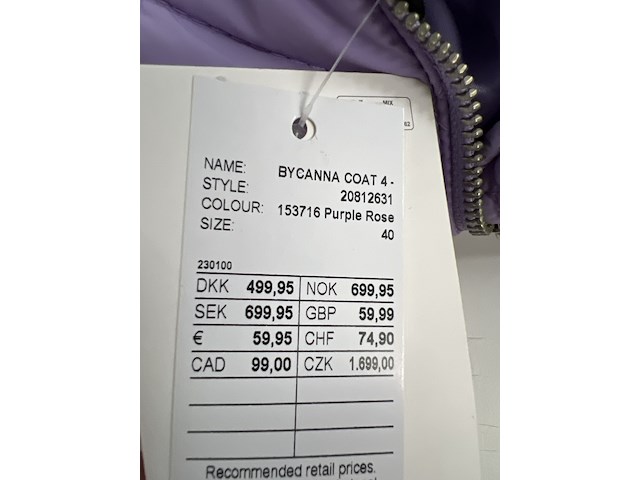 MIX
NAME: BYCANNA COAT 4 -
STYLE: 20812631
COLOUR: 153716 Purple Rose
SIZE: 40
230100
DKK 499,95 NOK 699,95
SEK 699,95 GBP 59,99
€ 59,95 CHF 74,90
CAD 99,00 CZK 1.699,00
Recommended retail prices.